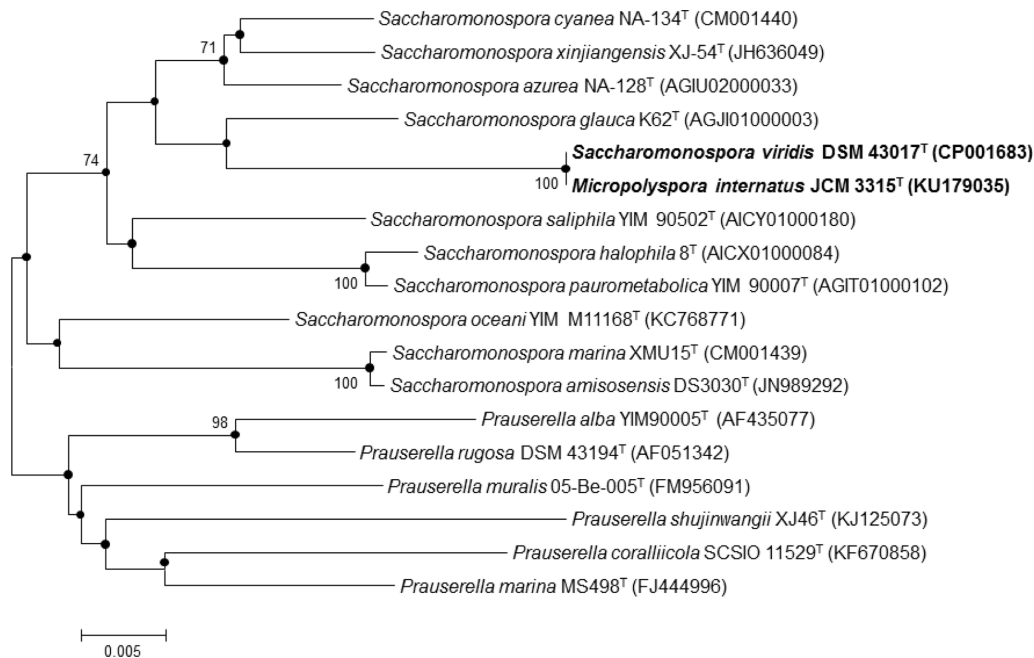 Saccharomonospora cyanea NA-134ᵀ (CM001440)
71
Saccharomonospora xinjiangensis XJ-54ᵀ (JH636049)
Saccharomonospora azurea NA-128ᵀ (AGIU02000033)
Saccharomonospora glauca K62ᵀ (AGJI01000003)
74
Saccharomonospora viridis DSM 43017ᵀ (CP001683)
100
Micropolyspora internatus JCM 3315ᵀ (KU179035)
Saccharomonospora saliphila YIM 90502ᵀ (AICY01000180)
Saccharomonospora halophila 8ᵀ (AICX01000084)
100
Saccharomonospora paurometabolica YIM 90007ᵀ (AGIT01000102)
Saccharomonospora oceani YIM M11168ᵀ (KC768771)
Saccharomonospora marina XMU15ᵀ (CM001439)
100
Saccharomonospora amisosensis DS3030ᵀ (JN989292)
Prauserella alba YIM90005ᵀ (AF435077)
98
Prauserella rugosa DSM 43194ᵀ (AF051342)
Prauserella muralis 05-Be-005ᵀ (FM956091)
Prauserella shujinwangii XJ46ᵀ (KJ125073)
Prauserella coralliicola SCSIO 11529ᵀ (KF670858)
Prauserella marina MS498ᵀ (FJ444996)
0.005